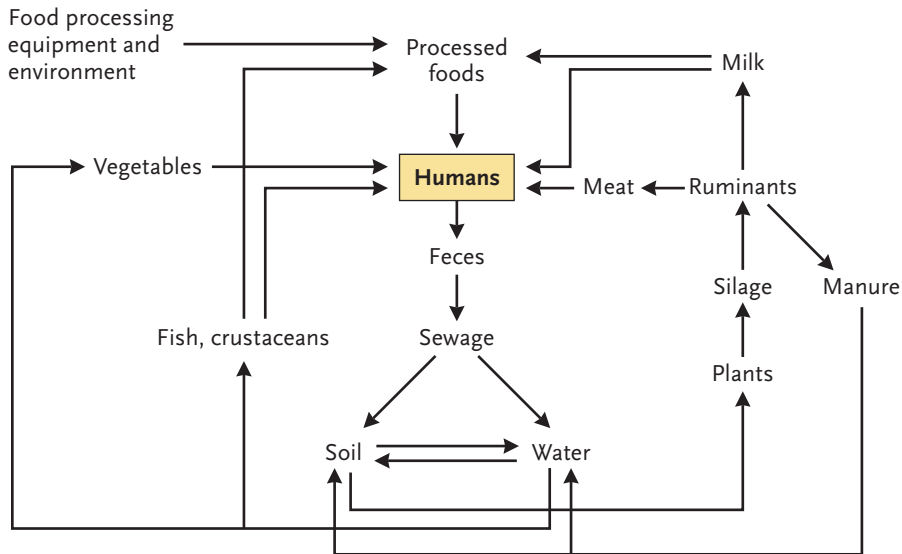 Food processing
equipment and
environment
Processed
foods
Milk
Vegetables
Humans
Meat
Ruminants
Feces
Silage
Manure
Fish, crustaceans
Sewage
Plants
Soil
Water